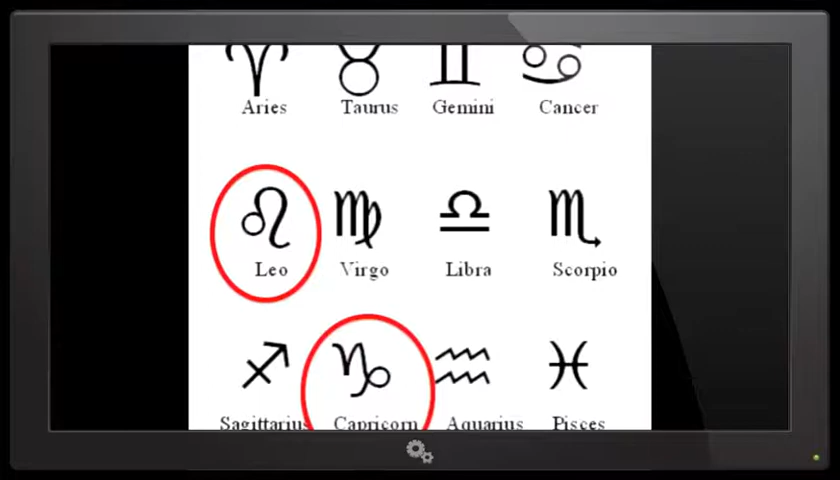 Aries Taurus Gemini Cancer
Leo Virgo Libra Scorpio
Sagittarius Capricorn Aquarius Pisces